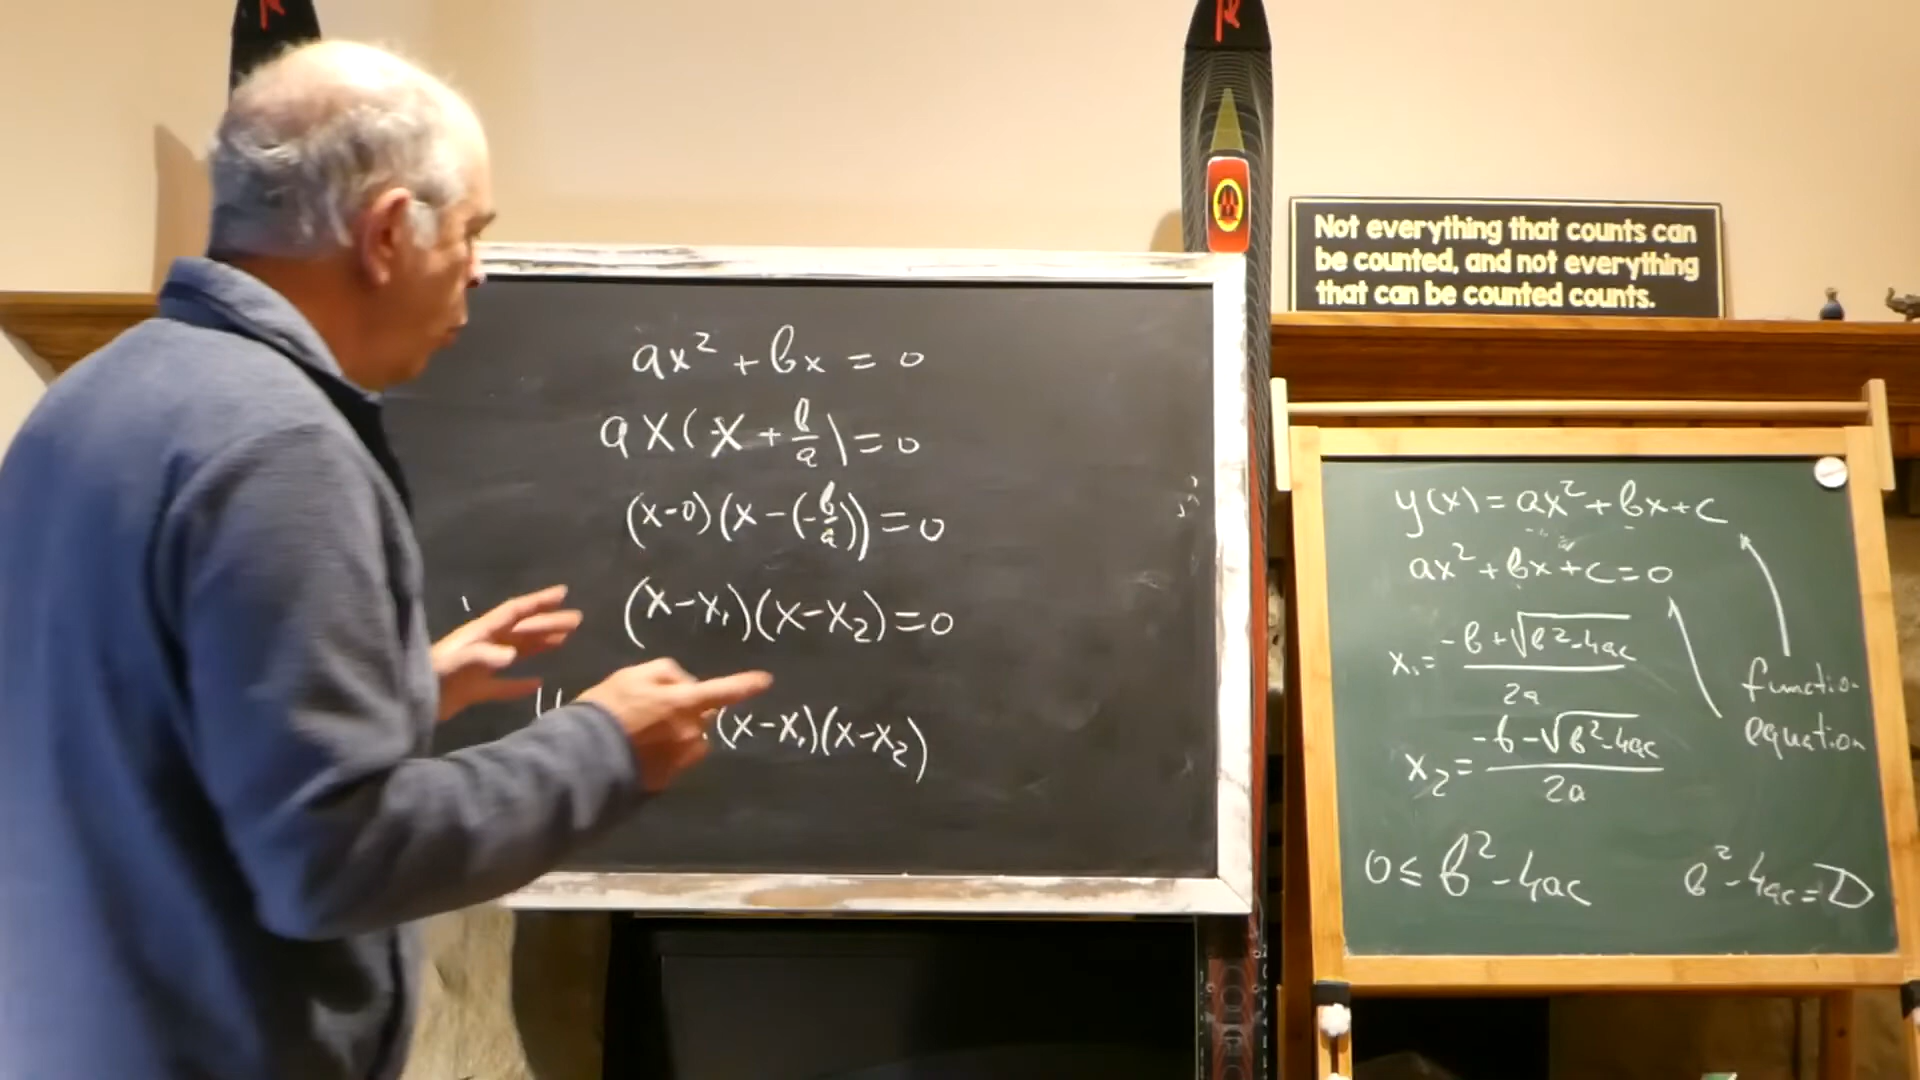 Not everything that counts can
be counted, and not everything
that can be counted counts.
ax² + bx = 0
ax(x + b/a) = 0
(x-0)(x-(-b/a)) = 0
(x-x₁)(x-x₂) = 0
(x-x₁)(x-x₂)
y(x) = ax² + bx + c
ax² + bx + c = 0
x₁ = (-b + √(b²-4ac))/2a
x₂ = (-b - √(b²-4ac))/2a
function
equation
0 ≤ b² - 4ac
b² - 4ac = D